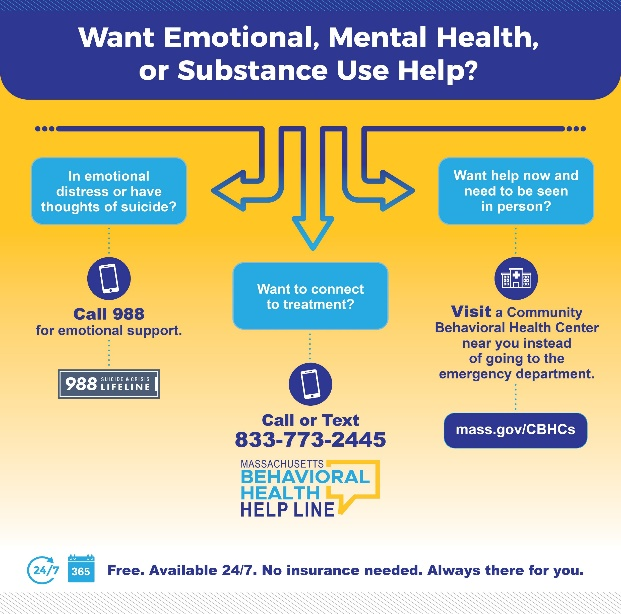 Want Emotional, Mental Health,
or Substance Use Help?
In emotional
distress or have
thoughts of suicide?
Call 988
for emotional support.
988 SUICIDE & CRISIS
LIFELINE
Want to connect
to treatment?
Call or Text
833-773-2445
MASSACHUSETTS
BEHAVIORAL
HEALTH
HELP LINE
Want help now and
need to be seen
in person?
Visit a Community
Behavioral Health Center
near you instead
of going to the
emergency department.
mass.gov/CBHCs
24/7 365 Free. Available 24/7. No insurance needed. Always there for you.